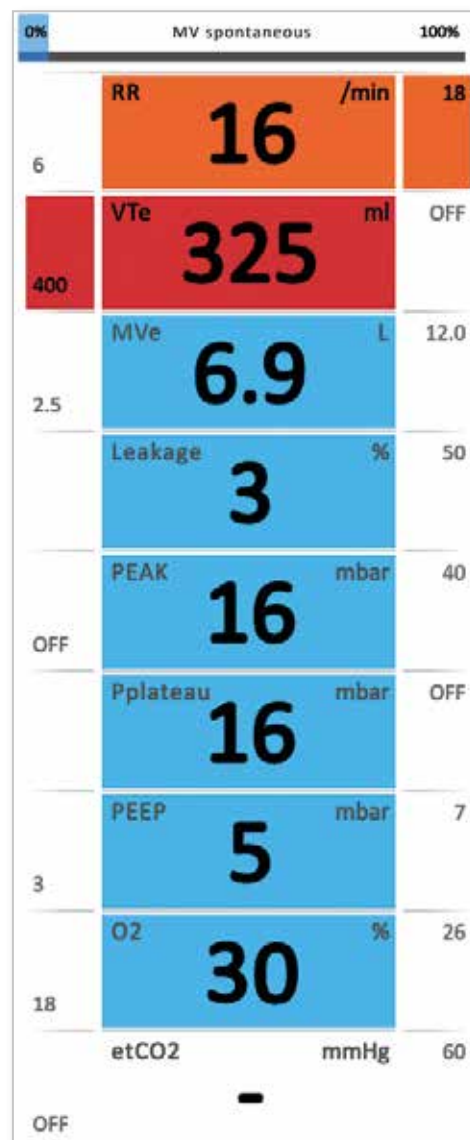 0% MV spontaneous 100%
RR /min 18
16
6
VTe ml OFF
325
400
MVe L 12.0
6.9
2.5
Leakage % 50
3
PEAK mbar 40
16
OFF
Pplateau mbar OFF
16
PEEP mbar 7
5
3
O2 % 26
30
18
etCO2 mmHg 60
-
OFF